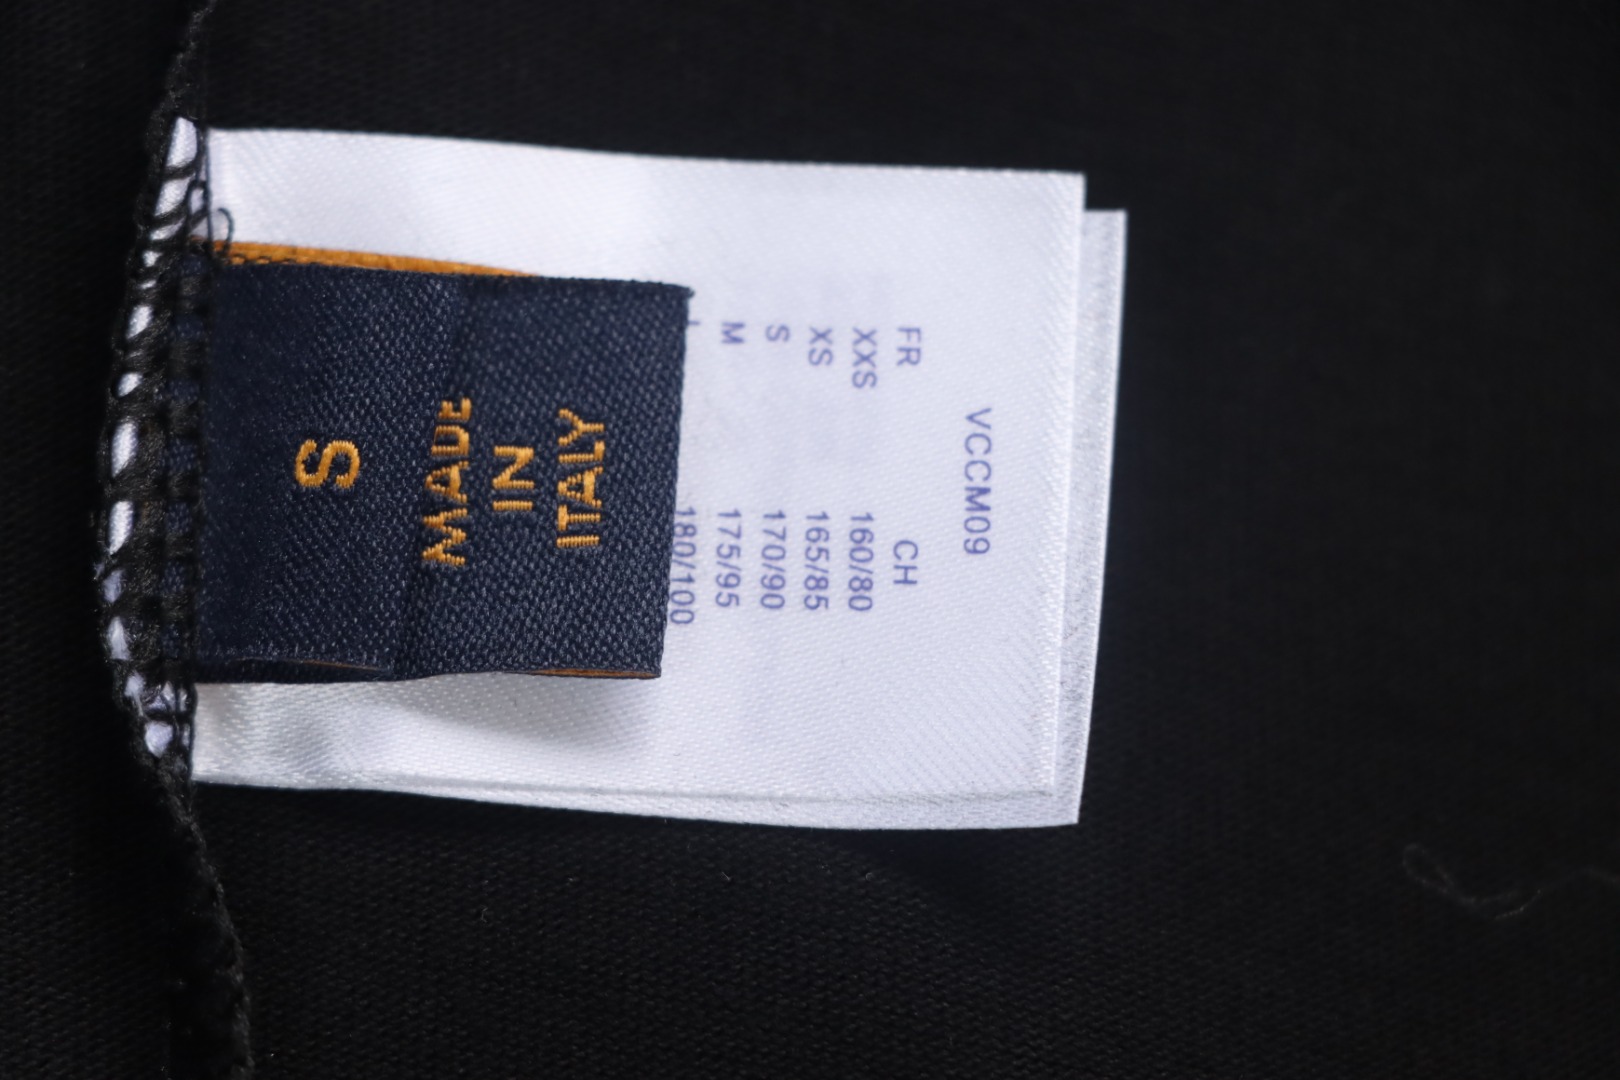 S
MADE
IN
ITALY
VCCM09
FR CH
XXS 160/80
XS 165/85
S 170/90
M 175/95
180/100